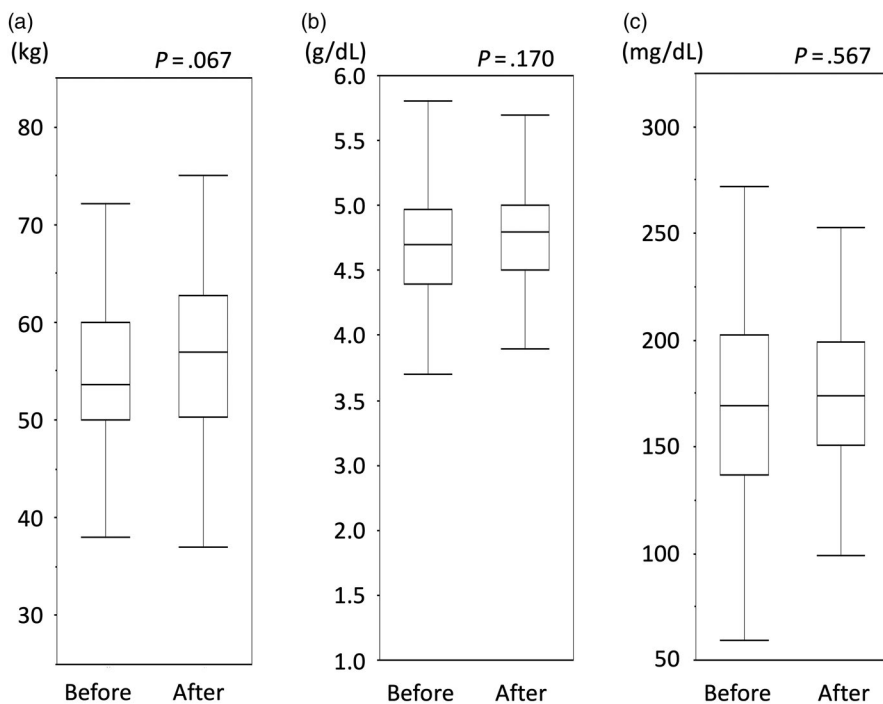 (a)
(kg)
P = .067
80
70
60
50
40
30
Before After
(b)
(g/dL)
P = .170
6.0
5.5
5.0
4.5
4.0
3.5
3.0
2.5
2.0
1.5
1.0
Before After
(c)
(mg/dL)
P = .567
300
250
200
150
100
50
Before After